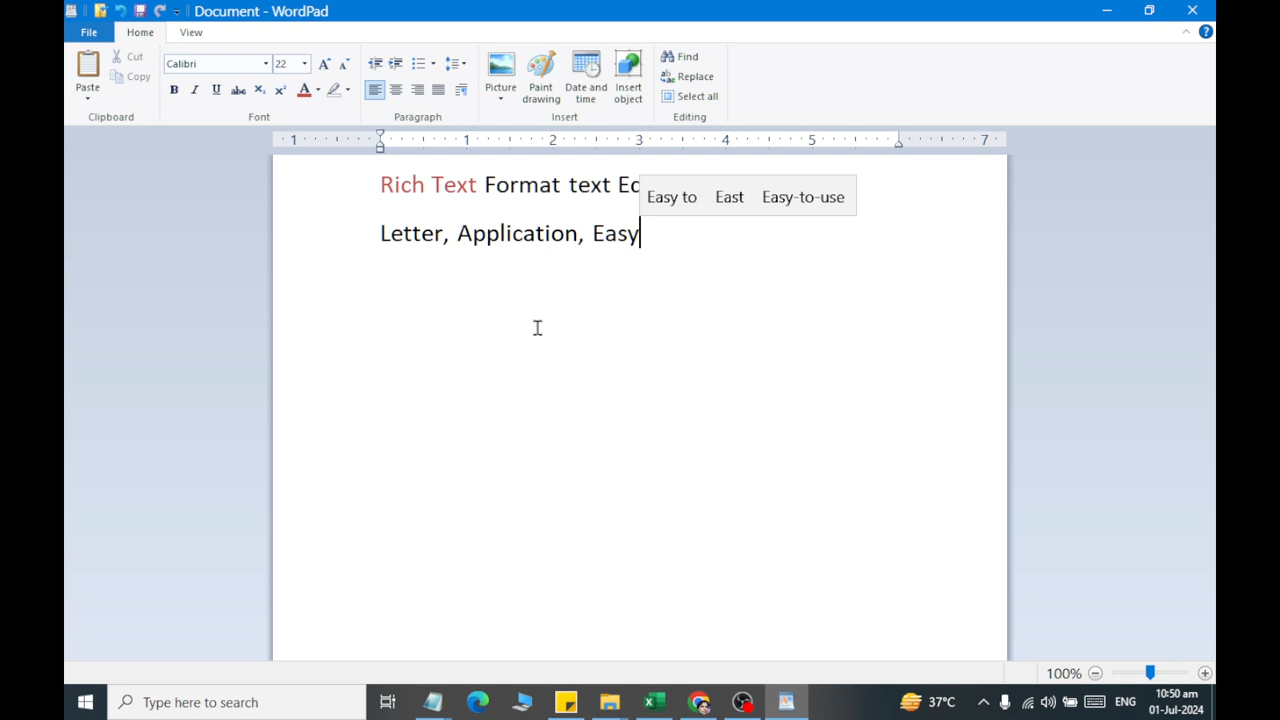 Document - WordPad
File Home View
Cut
Copy
Paste
Calibri 22
Picture
Paint drawing
Date and time
Insert object
Find
Replace
Select all
Clipboard Font Paragraph Insert Editing
1 1 2 3 4 5 7
Rich Text Format text Ed
Easy to East Easy-to-use
Letter, Application, Easy
100%
Type here to search
37°C
ENG
10:50 am
01-Jul-2024